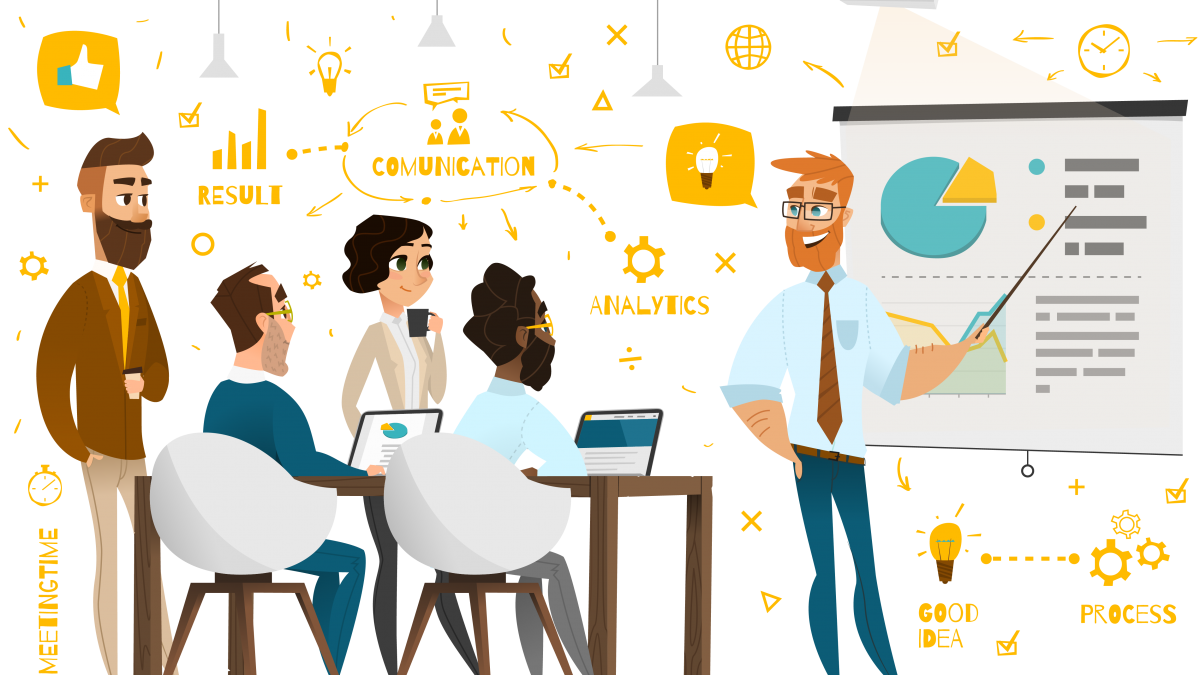 RESULT
COMUNICATION
ANALYTICS
MEETINGTIME
GOOD
IDEA
PROCESS